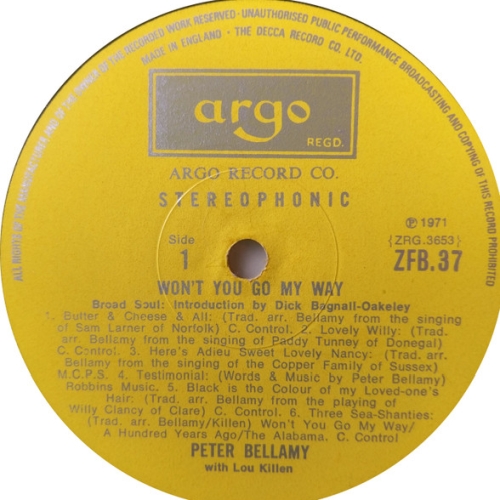 ALL RIGHTS OF THE MANUFACTURER AND OF THE OWNER OF THE RECORDED WORK RESERVED · UNAUTHORISED PUBLIC PERFORMANCE BROADCASTING AND COPYING OF THIS RECORD PROHIBITED
MADE IN ENGLAND · THE DECCA RECORD CO. LTD.
argo
REGD.
ARGO RECORD CO.
STEREOPHONIC
Side
1
℗ 1971
(ZRG.3653)
ZFB.37
WON'T YOU GO MY WAY
Broad Soul: Introduction by Dick Bagnall-Oakeley
1. Butter & Cheese & All: (Trad. arr. Bellamy from the singing
of Sam Larner of Norfolk) C. Control. 2. Lovely Willy: (Trad.
arr. Bellamy from the singing of Paddy Tunney of Donegal)
C. Control. 3. Here's Adieu Sweet Lovely Nancy: (Trad. arr.
Bellamy from the singing of the Copper Family of Sussex)
M.C.P.S. 4. Testimonial: (Words & Music by Peter Bellamy)
Robbins Music. 5. Black is the Colour of my Loved-one's
Hair: (Trad. arr. Bellamy from the playing of
Willy Clancy of Clare) C. Control. 6. Three Sea-Shanties:
(Trad. arr. Bellamy/Killen) Won't You Go My Way/
A Hundred Years Ago/The Alabama. C. Control
PETER BELLAMY
with Lou Killen